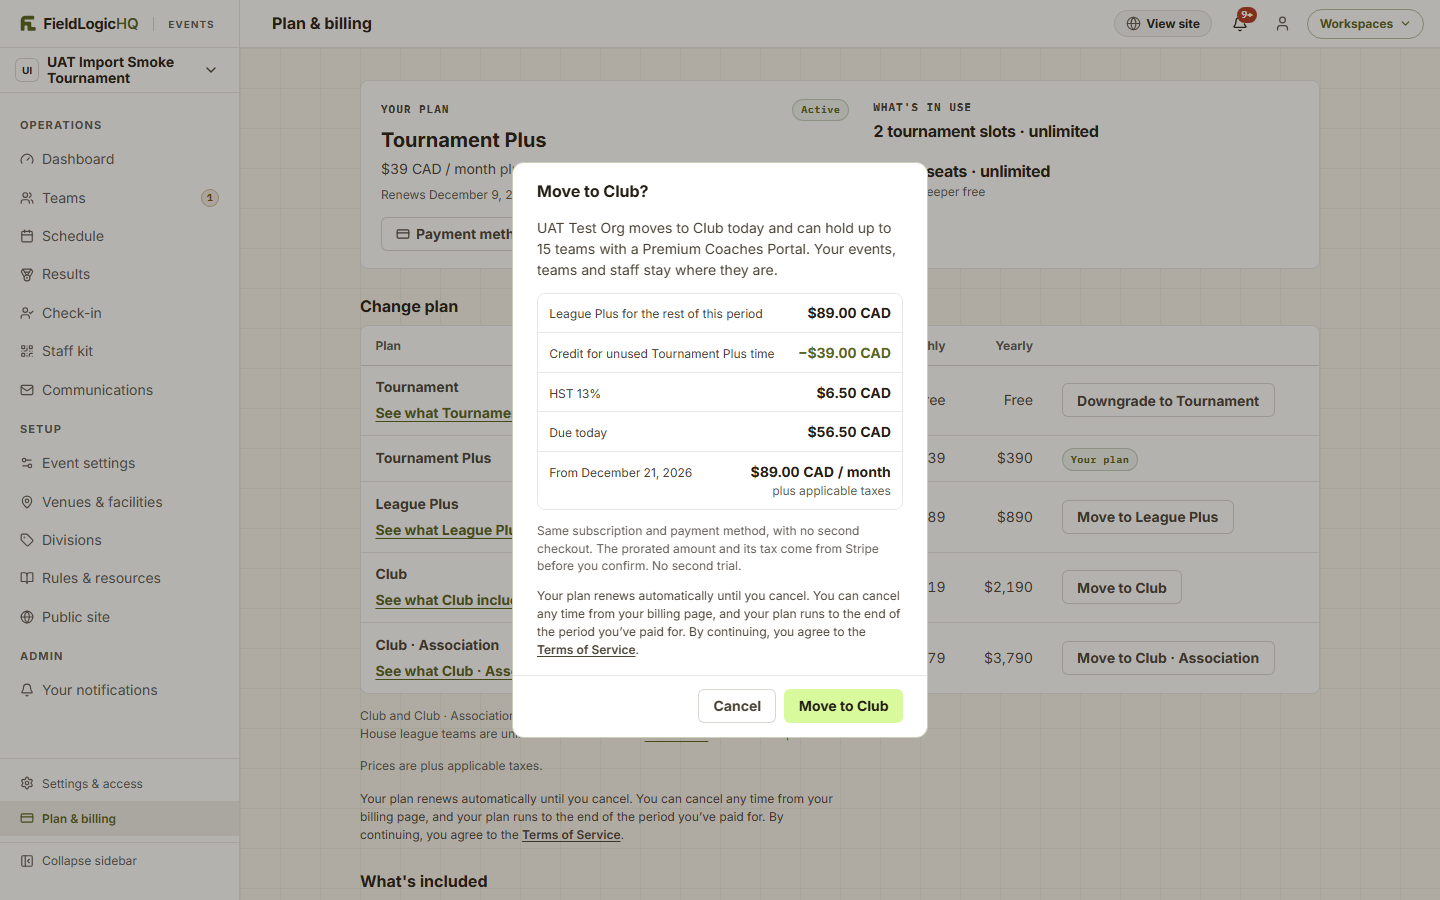 FieldLogicHQ
EVENTS
Plan & billing
View site
9+
Workspaces
UI
UAT Import Smoke
Tournament
OPERATIONS
Dashboard
Teams
1
Schedule
Results
Check-in
Staff kit
Communications
SETUP
Event settings
Venues & facilities
Divisions
Rules & resources
Public site
ADMIN
Your notifications
Settings & access
Plan & billing
Collapse sidebar
YOUR PLAN
Active
Tournament Plus
$39 CAD / month
Renews December 9, 2
Payment
WHAT'S IN USE
2 tournament slots · unlimited
seats · unlimited
free
Change plan
Plan
Yearly
Tournament
See what
Free
Downgrade to Tournament
Tournament Plus
39
$390
Your plan
League Plus
See what League
89
$890
Move to League Plus
Club
See what Club
19
$2,190
Move to Club
Club · Association
See what Club ·
79
$3,790
Move to Club · Association
Club and Club ·
House league teams are
Prices are plus applicable taxes.
Your plan renews automatically until you cancel. You can cancel any time from your
billing page, and your plan runs to the end of the period you've paid for. By
continuing, you agree to the Terms of Service.
What's included
Move to Club?
UAT Test Org moves to Club today and can hold up to
15 teams with a Premium Coaches Portal. Your events,
teams and staff stay where they are.
League Plus for the rest of this period $89.00 CAD
Credit for unused Tournament Plus time −$39.00 CAD
HST 13% $6.50 CAD
Due today $56.50 CAD
From December 21, 2026 $89.00 CAD / month
plus applicable taxes
Same subscription and payment method, with no second
checkout. The prorated amount and its tax come from Stripe
before you confirm. No second trial.
Your plan renews automatically until you cancel. You can cancel
any time from your billing page, and your plan runs to the end of
the period you've paid for. By continuing, you agree to the
Terms of Service.
Cancel
Move to Club